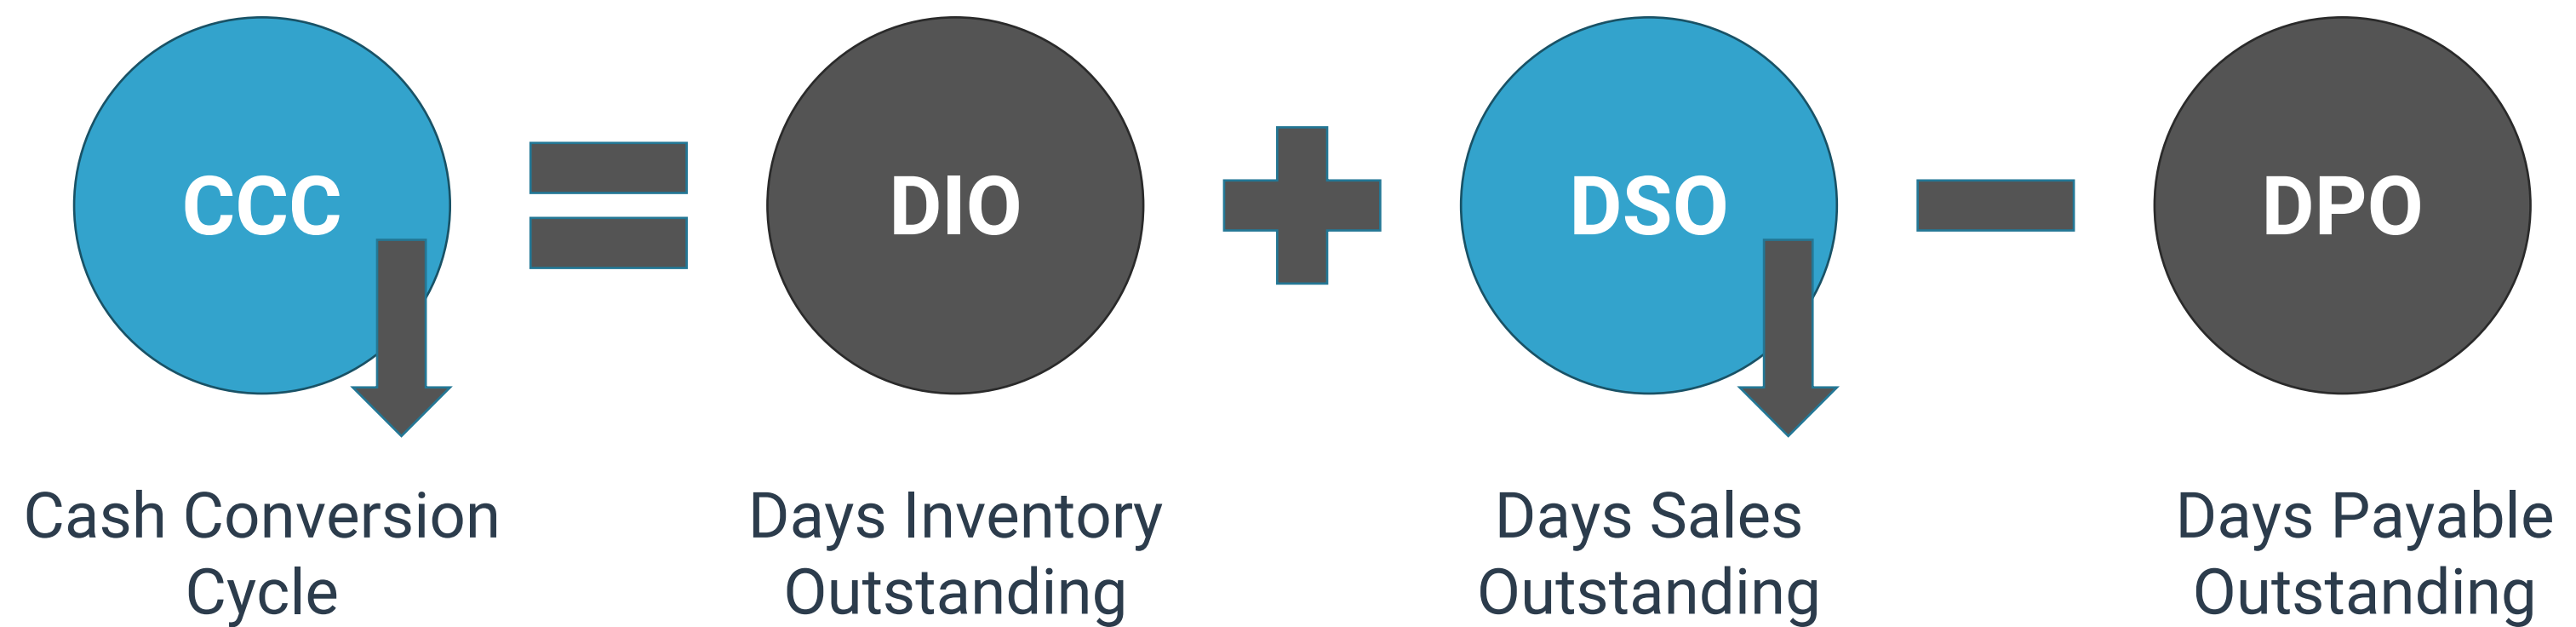 CCC
DIO
DSO
DPO
Cash Conversion
Cycle
Days Inventory
Outstanding
Days Sales
Outstanding
Days Payable
Outstanding